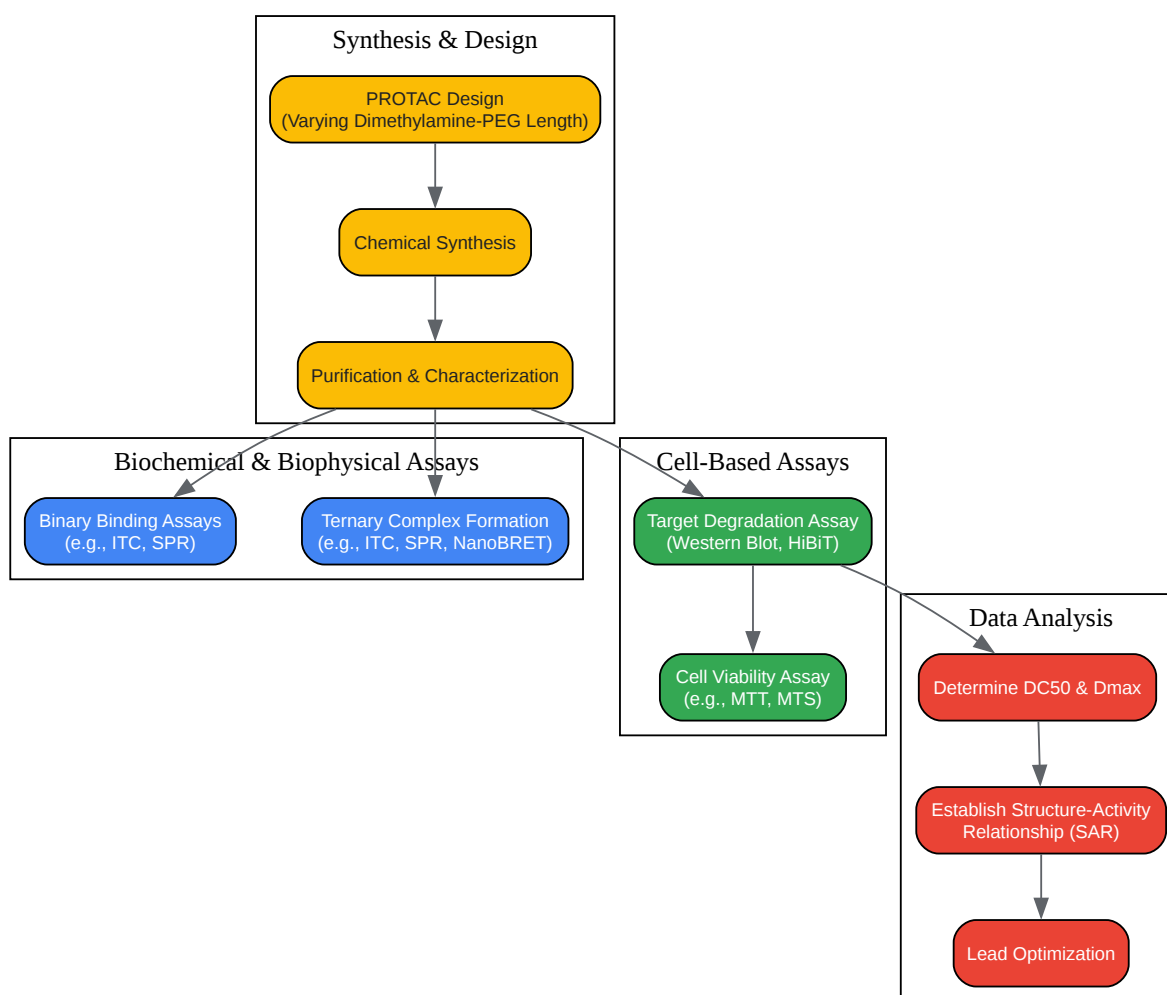 Synthesis & Design
PROTAC Design
(Varying Dimethylamine-PEG Length)
Chemical Synthesis
Purification & Characterization
Biochemical & Biophysical Assays
Binary Binding Assays
(e.g., ITC, SPR)
Ternary Complex Formation
(e.g., ITC, SPR, NanoBRET)
Cell-Based Assays
Target Degradation Assay
(Western Blot, HiBiT)
Cell Viability Assay
(e.g., MTT, MTS)
Data Analysis
Determine DC50 & Dmax
Establish Structure-Activity
Relationship (SAR)
Lead Optimization